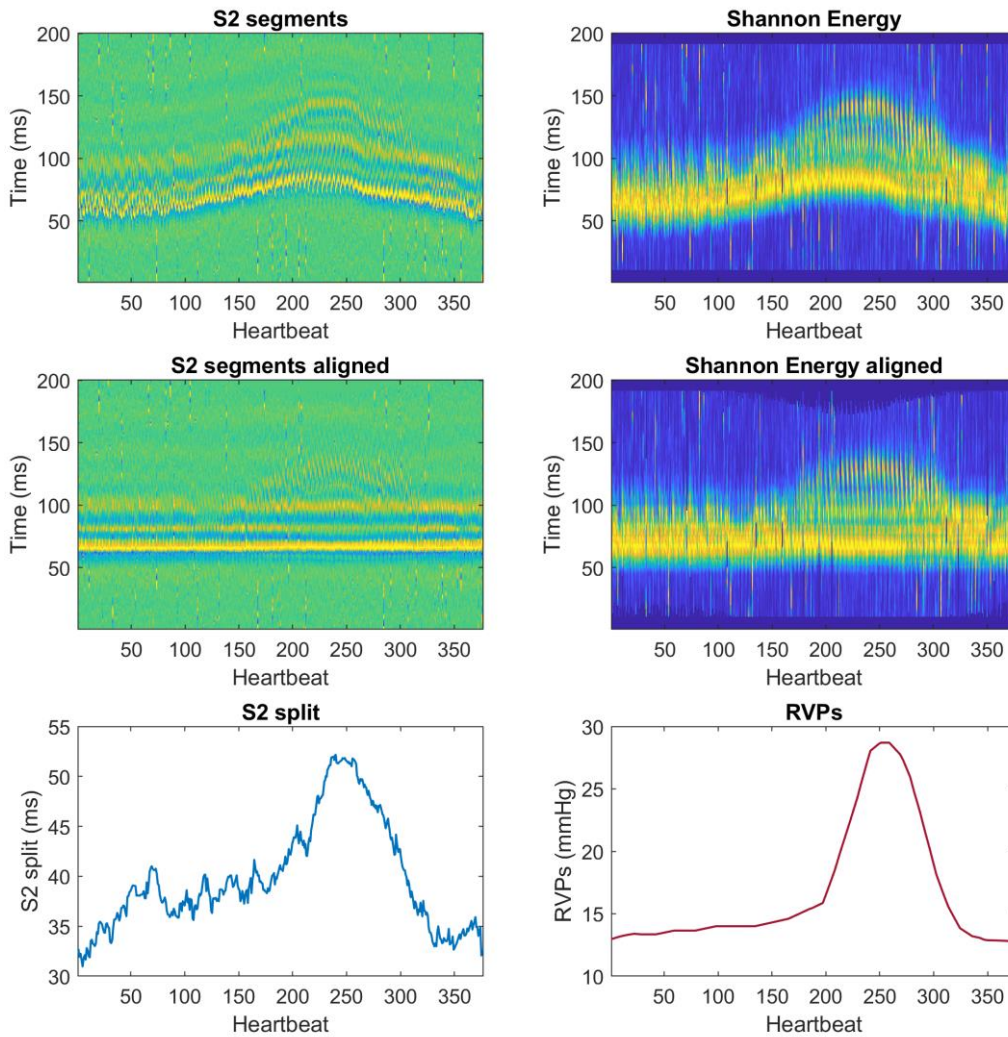 S2 segments
Shannon Energy
200
150
100
50
Time (ms)
50 100 150 200 250 300 350
Heartbeat
200
150
100
50
Time (ms)
50 100 150 200 250 300 350
Heartbeat
S2 segments aligned
Shannon Energy aligned
200
150
100
50
Time (ms)
50 100 150 200 250 300 350
Heartbeat
200
150
100
50
Time (ms)
50 100 150 200 250 300 350
Heartbeat
S2 split
RVPs
55
50
45
40
35
30
S2 split (ms)
50 100 150 200 250 300 350
Heartbeat
30
25
20
15
10
RVPs (mmHg)
50 100 150 200 250 300 350
Heartbeat